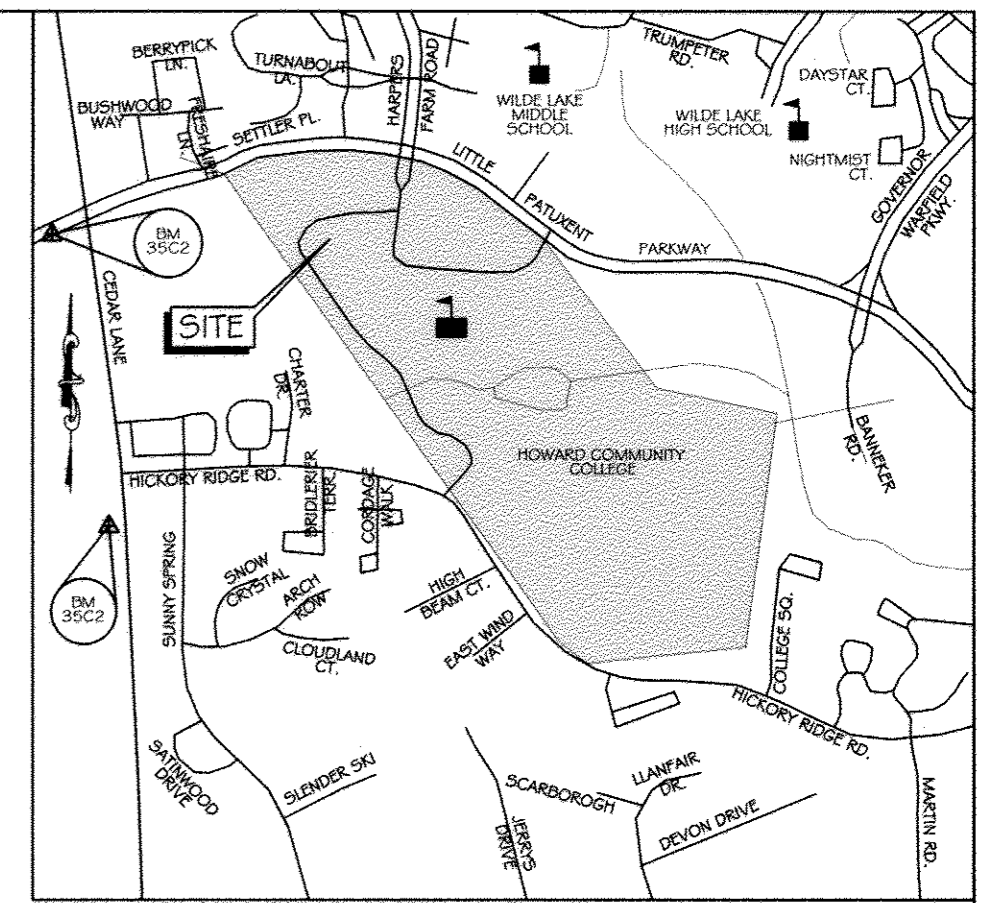 BERRYPICK
LN.
TURNABOUT
LA.
HARPERS
FARM ROAD
TRUMPETER
RD.
DAYSTAR
CT.
BUSHWOOD
WAY
FRESHAIRE
LN.
SETTLER PL.
WILDE LAKE
MIDDLE
SCHOOL
WILDE LAKE
HIGH SCHOOL
NIGHTMIST
CT.
GOVERNOR
WARFIELD
PKWY.
LITTLE
PATUXENT
PARKWAY
BM
35C2
CEDAR LANE
SITE
CHARTER
DR.
HOWARD COMMUNITY
COLLEGE
BANNEKER
RD.
HICKORY RIDGE RD.
BRIDLERIER
TERR.
CORDAGE
WALK
SUNNY SPRING
SNOW
CRYSTAL
ARCH
ROW
HIGH
BEAM CT.
BM
35C2
CLOUDLAND
CT.
EAST WIND
WAY
COLLEGE SQ.
HICKORY RIDGE RD.
SATINWOOD
DRIVE
SLENDER SKI
SCARBOROGH
LLANFAIR
DR.
JERRYS
DRIVE
DEVON DRIVE
MARTIN RD.